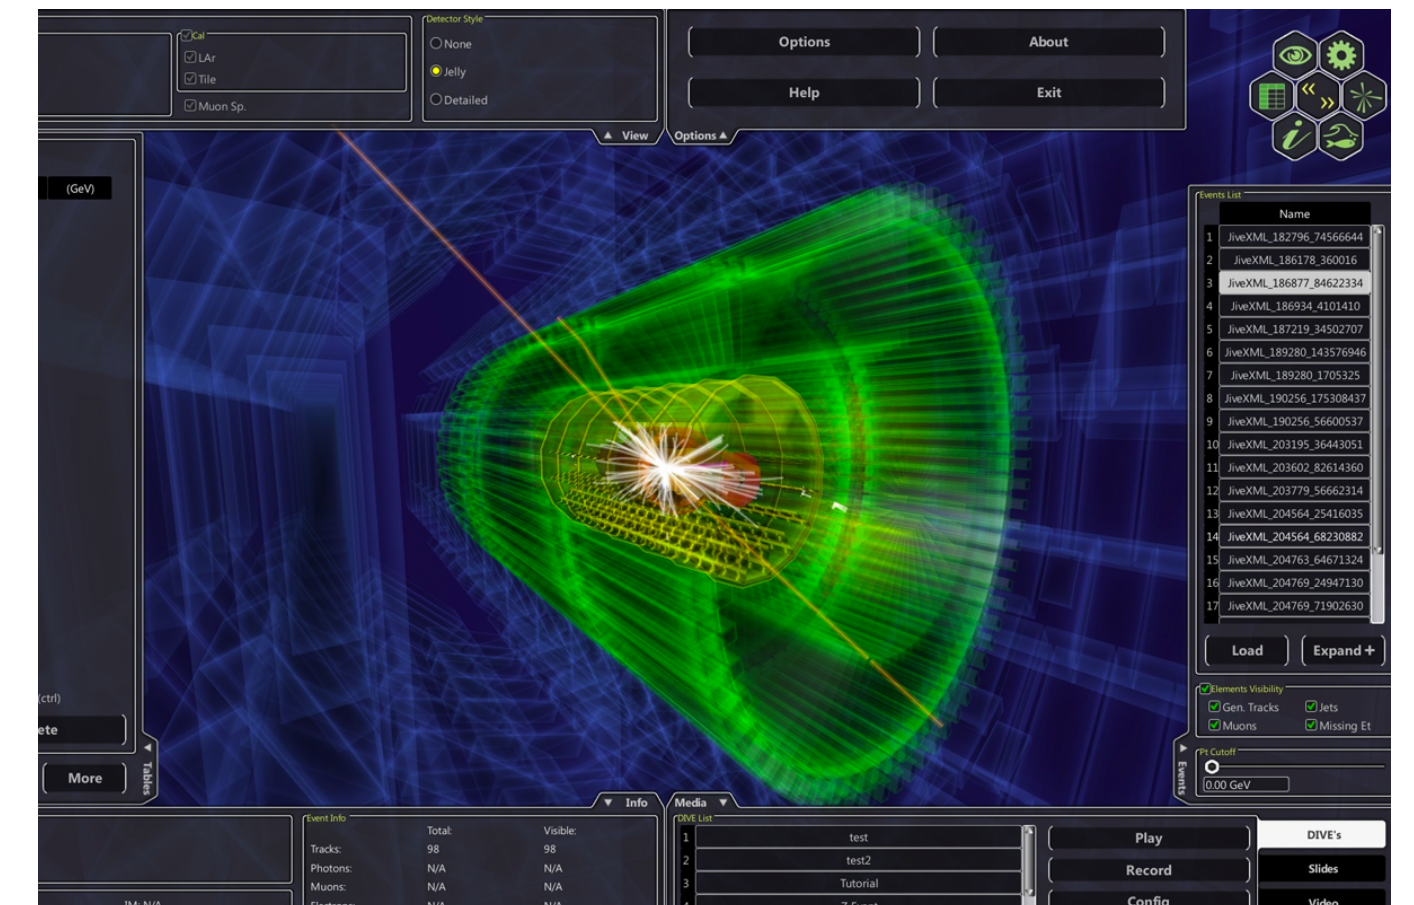 Cal
LAr
Tile
Muon Sp.
Detector Style
None
Jelly
Detailed
View
Options
About
Help
Exit
Options
(GeV)
(ctrl)
ete
More
Tables
Events List
Name
1 JiveXML_182796_74566644
2 JiveXML_186178_360016
3 JiveXML_186877_84622334
4 JiveXML_186934_4101410
5 JiveXML_187219_34502707
6 JiveXML_189280_143576946
7 JiveXML_189280_1705325
8 JiveXML_190256_175308437
9 JiveXML_190256_56600537
10 JiveXML_203195_36443051
11 JiveXML_203602_82614360
12 JiveXML_203779_56662314
13 JiveXML_204564_25416035
14 JiveXML_204564_68230882
15 JiveXML_204763_64671324
16 JiveXML_204769_24947130
17 JiveXML_204769_71902630
Load
Expand +
Elements Visibility
Gen. Tracks Jets
Muons Missing Et
Pt Cutoff
0.00 GeV
Events
Info
Event Info
Total: Visible:
Tracks: 98 98
Photons: N/A N/A
Muons: N/A N/A
Electrons: N/A N/A
IM: N/A
Media
DIVE List
1 test
2 test2
3 Tutorial
4 Z Event
Play
Record
Config
DIVE's
Slides
Video